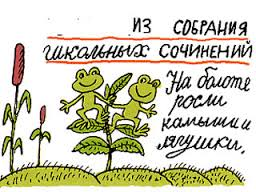 ИЗ СОБРАНИЯ
ШКОЛЬНЫХ СОЧИНЕНИЙ
На болоте
росли
камыши и
лягушки.